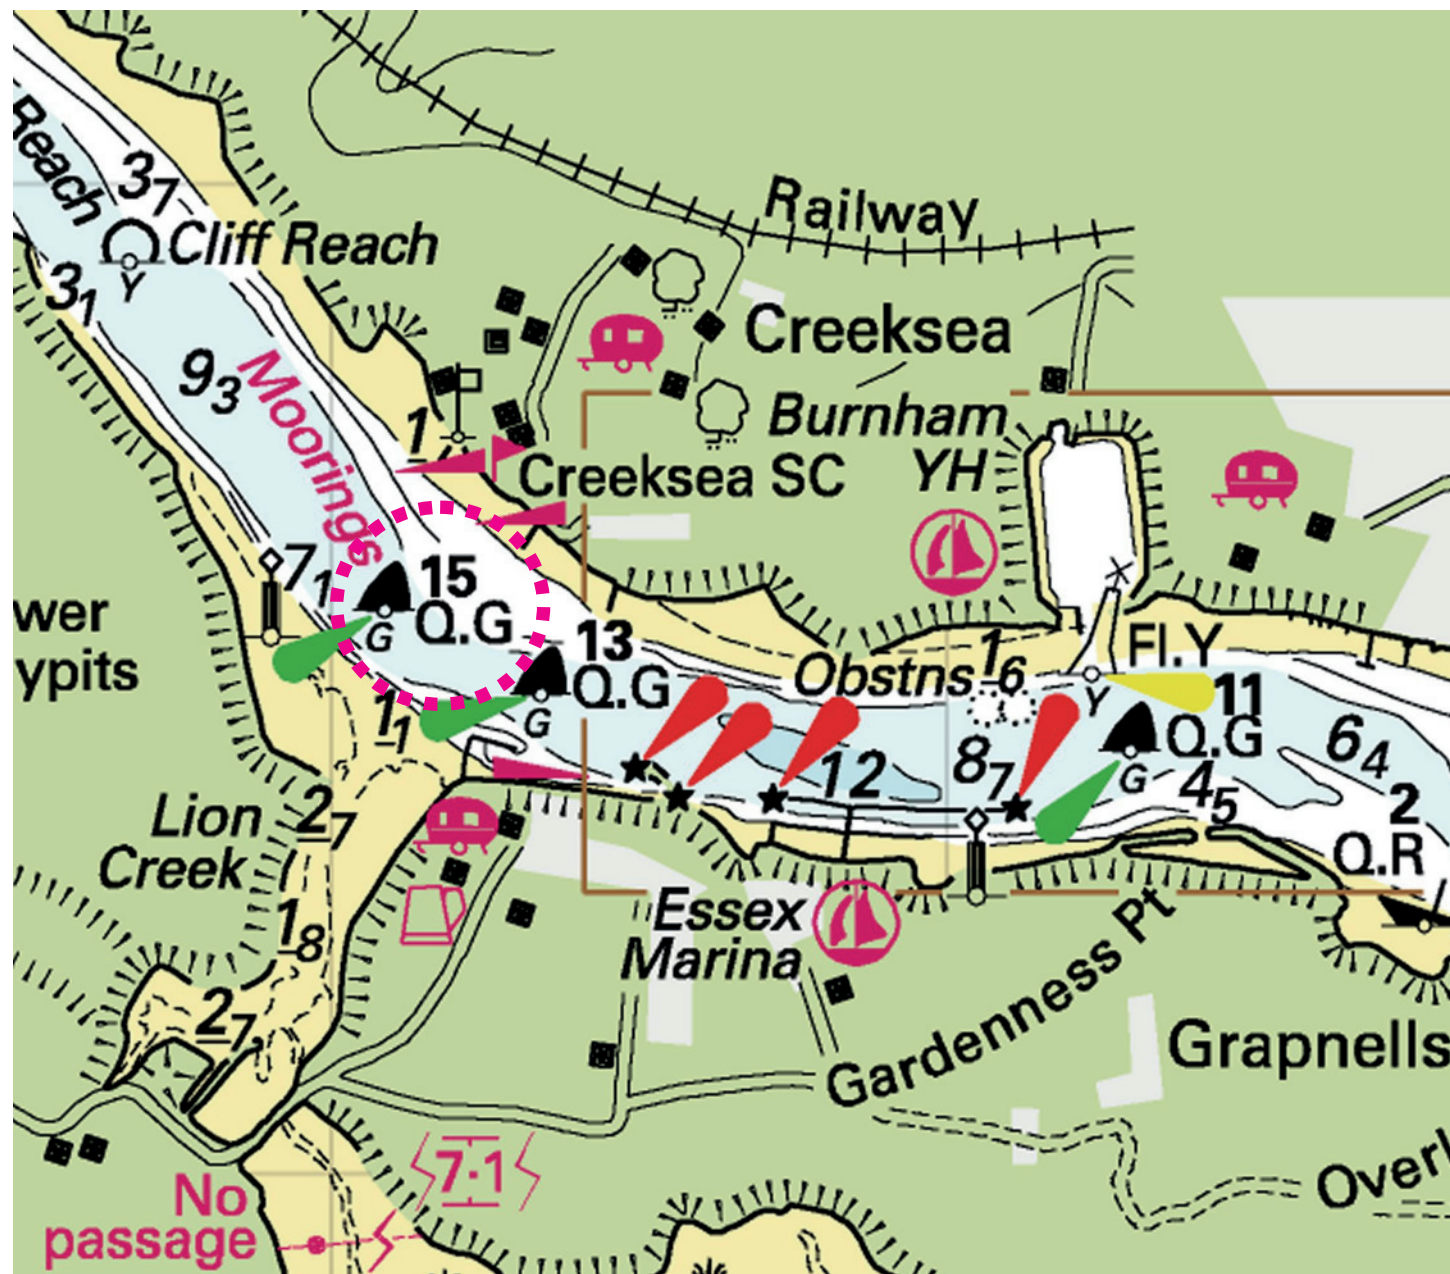 Reach
3₇
Cliff Reach
Y
3₁
9₃
Moorings
Railway
Creeksea
Burnham
YH
1
Creeksea SC
7₁
15
Q.G
G
13
Q.G
G
wer
ypits
Obstns
1₆
Fl.Y
Y
11
Q.G
G
6₄
1₁
12
8₇
4₅
2
Q.R
Lion
Creek
2₇
1₈
2₇
Essex
Marina
Gardenness Pt
Grapnells
7·1
No
passage
Overl